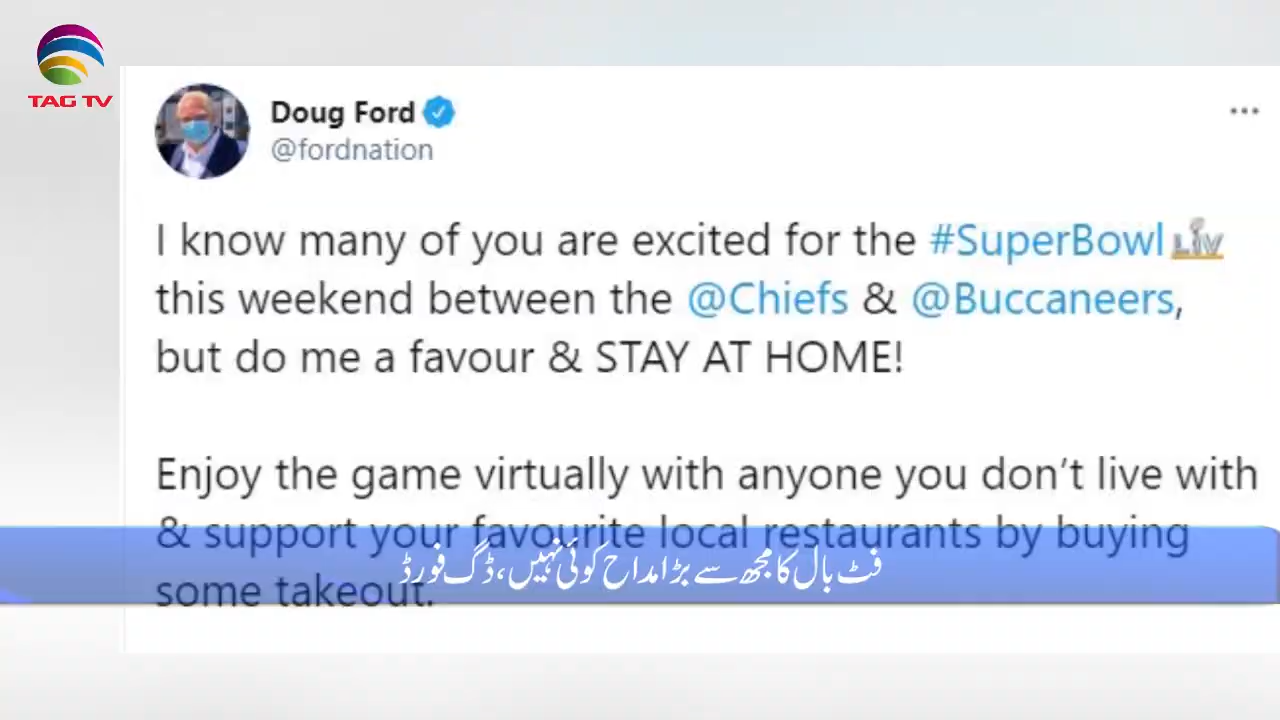 TAG TV
Doug Ford
@fordnation
I know many of you are excited for the #SuperBowl LIV
this weekend between the @Chiefs & @Buccaneers,
but do me a favour & STAY AT HOME!
Enjoy the game virtually with anyone you don’t live with
& support your favourite local restaurants by buying
some takeout.
فٹ بال کا مجھ سے بڑا مداح کوئی نہیں، ڈگ فورڈ